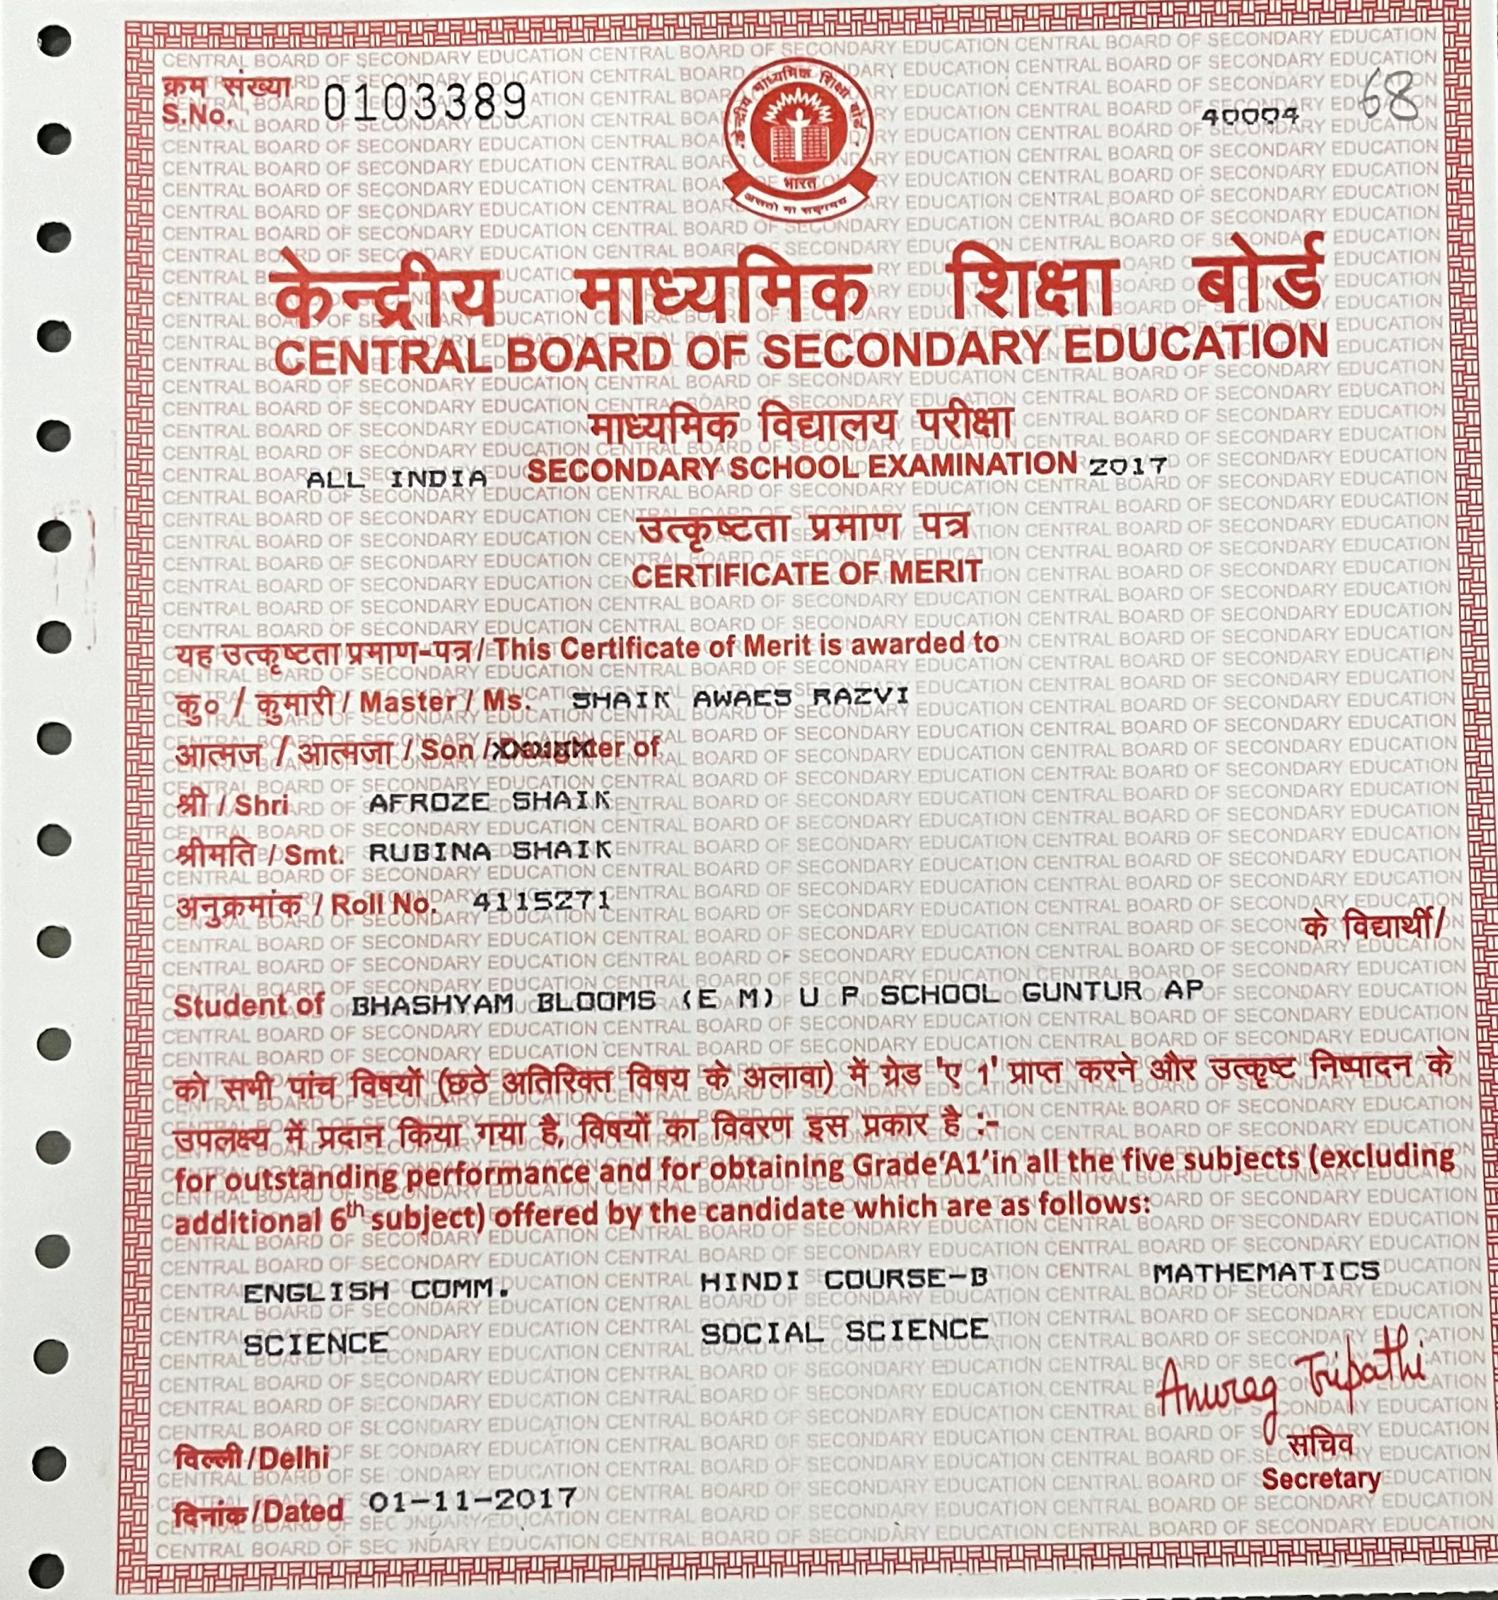 क्रम संख्या
S.No. 0103389
40004 68
केन्द्रीय माध्यमिक शिक्षा बोर्ड
भारत
असतो मा सद्गमय
केन्द्रीय माध्यमिक शिक्षा बोर्ड
CENTRAL BOARD OF SECONDARY EDUCATION
माध्यमिक विद्यालय परीक्षा
ALL INDIA SECONDARY SCHOOL EXAMINATION 2017
उत्कृष्टता प्रमाण पत्र
CERTIFICATE OF MERIT
यह उत्कृष्टता प्रमाण-पत्र/ This Certificate of Merit is awarded to
कु० / कुमारी / Master / Ms. SHAIK AWAES RAZVI
आत्मज / आत्मजा / Son / Daughter of
श्री / Shri AFROZE SHAIK
श्रीमति / Smt. RUBINA SHAIK
अनुक्रमांक / Roll No. 4115271
के विद्यार्थी/
Student of BHASHYAM BLOOMS (E M) U P SCHOOL GUNTUR AP
को सभी पांच विषयों (छठे अतिरिक्त विषय के अलावा) में ग्रेड 'ए 1' प्राप्त करने और उत्कृष्ट निष्पादन के
उपलक्ष्य में प्रदान किया गया है, विषयों का विवरण इस प्रकार है :-
for outstanding performance and for obtaining Grade'A1'in all the five subjects (excluding
additional 6th subject) offered by the candidate which are as follows:
ENGLISH COMM. HINDI COURSE-B MATHEMATICS
SCIENCE SOCIAL SCIENCE
Anurag Tripathi
दिल्ली/Delhi
सचिव
Secretary
दिनांक/Dated 01-11-2017